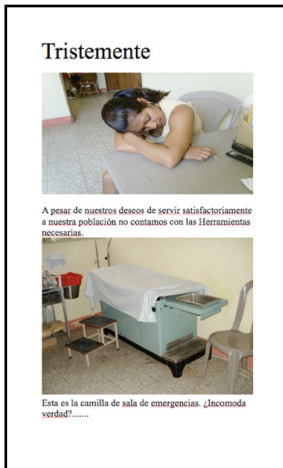 Tristemente
A pesar de nuestros deseos de servir satisfactoriamente
a nuestra población no contamos con las Herramientas
necesarias.
Esta es la camilla de sala de emergencias. ¿Incomoda
verdad?.......